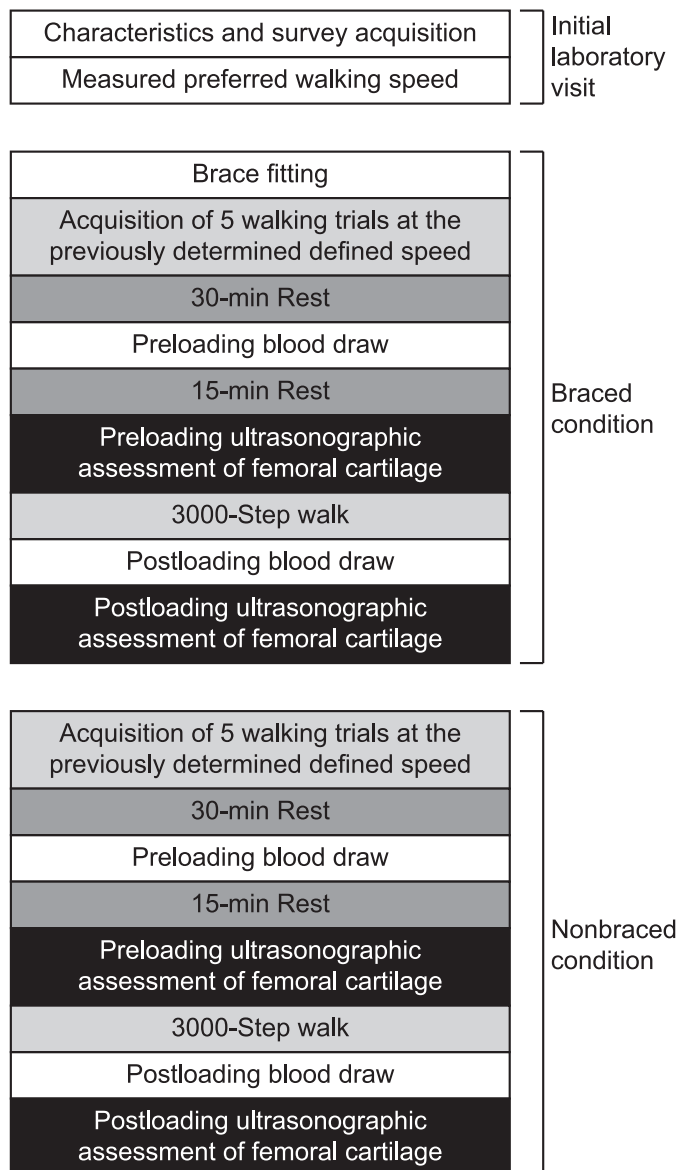 Characteristics and survey acquisition
Measured preferred walking speed
Initial
laboratory
visit
Brace fitting
Acquisition of 5 walking trials at the
previously determined defined speed
30-min Rest
Preloading blood draw
15-min Rest
Preloading ultrasonographic
assessment of femoral cartilage
3000-Step walk
Postloading blood draw
Postloading ultrasonographic
assessment of femoral cartilage
Braced
condition
Acquisition of 5 walking trials at the
previously determined defined speed
30-min Rest
Preloading blood draw
15-min Rest
Preloading ultrasonographic
assessment of femoral cartilage
3000-Step walk
Postloading blood draw
Postloading ultrasonographic
assessment of femoral cartilage
Nonbraced
condition